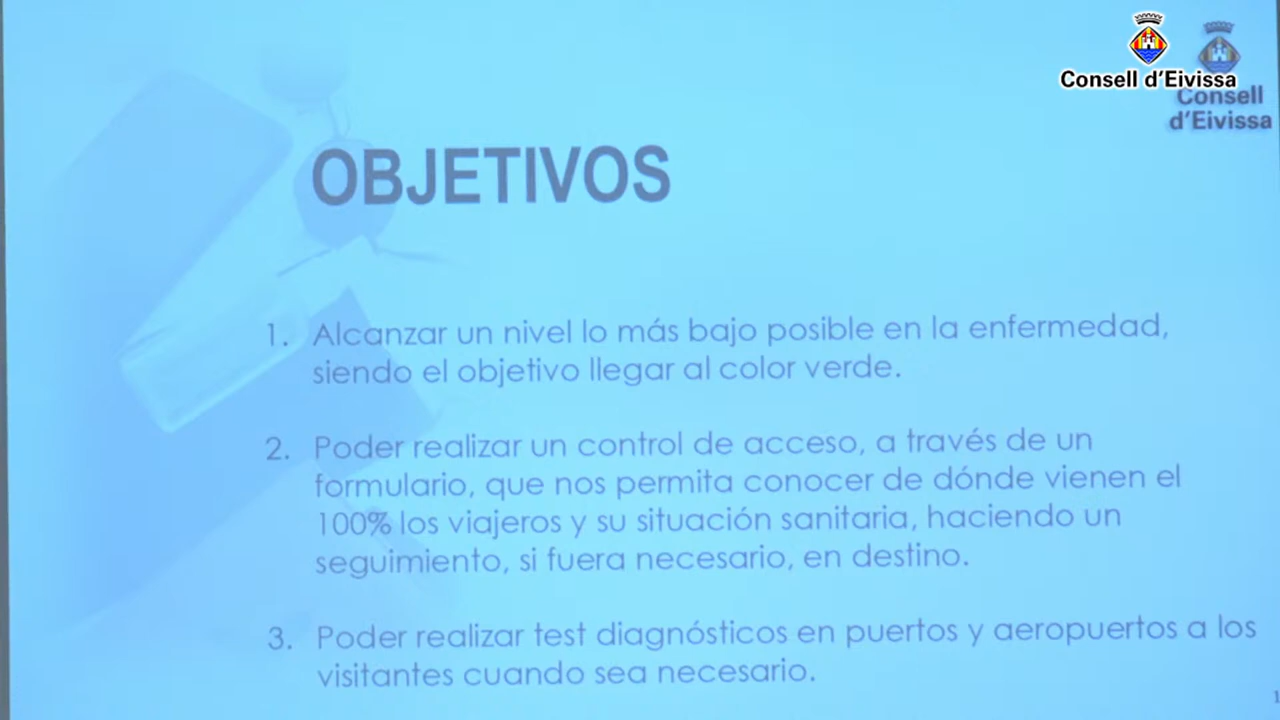 Consell d'Eivissa
Consell
d'Eivissa
OBJETIVOS
1. Alcanzar un nivel lo más bajo posible en la enfermedad,
siendo el objetivo llegar al color verde.
2. Poder realizar un control de acceso, a través de un
formulario, que nos permita conocer de dónde vienen el
100% los viajeros y su situación sanitaria, haciendo un
seguimiento, si fuera necesario, en destino.
3. Poder realizar test diagnósticos en puertos y aeropuertos a los
visitantes cuando sea necesario.